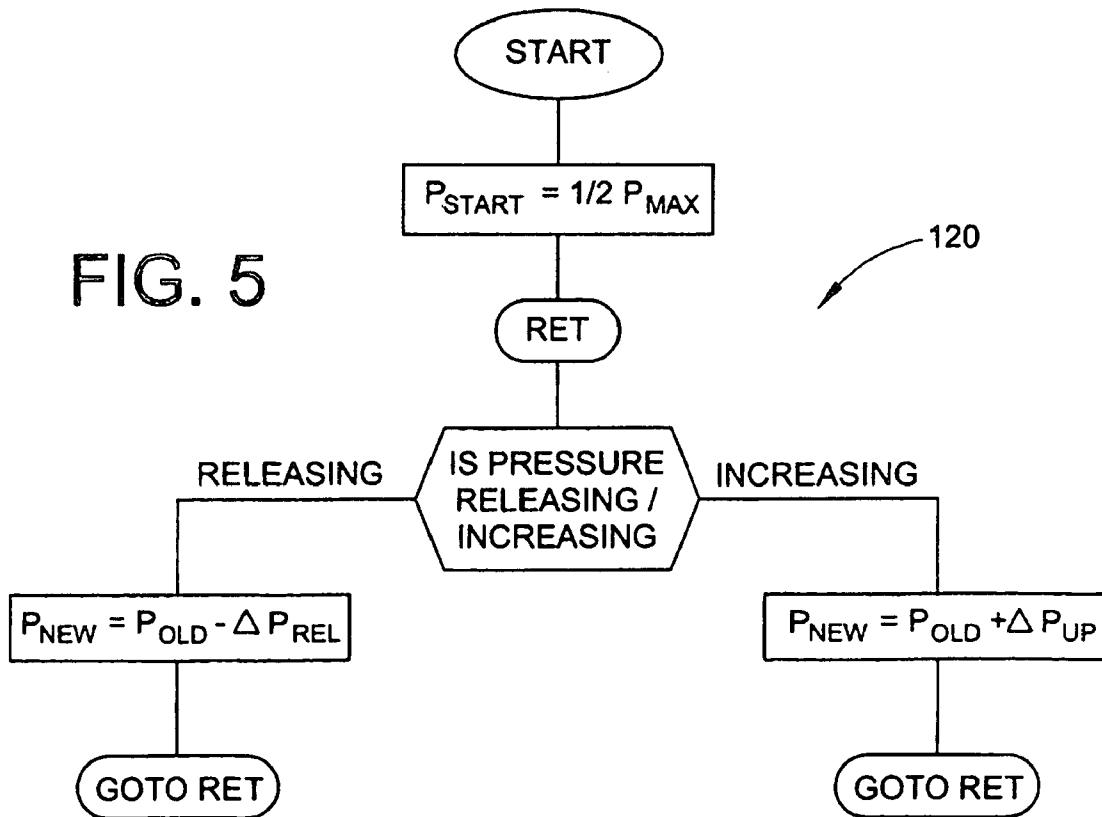 START
P_START = 1/2 P_MAX
120
FIG. 5
RET
RELEASING
IS PRESSURE
RELEASING /
INCREASING
INCREASING
P_NEW = P_OLD - Δ P_REL
P_NEW = P_OLD + Δ P_UP
GOTO RET
GOTO RET